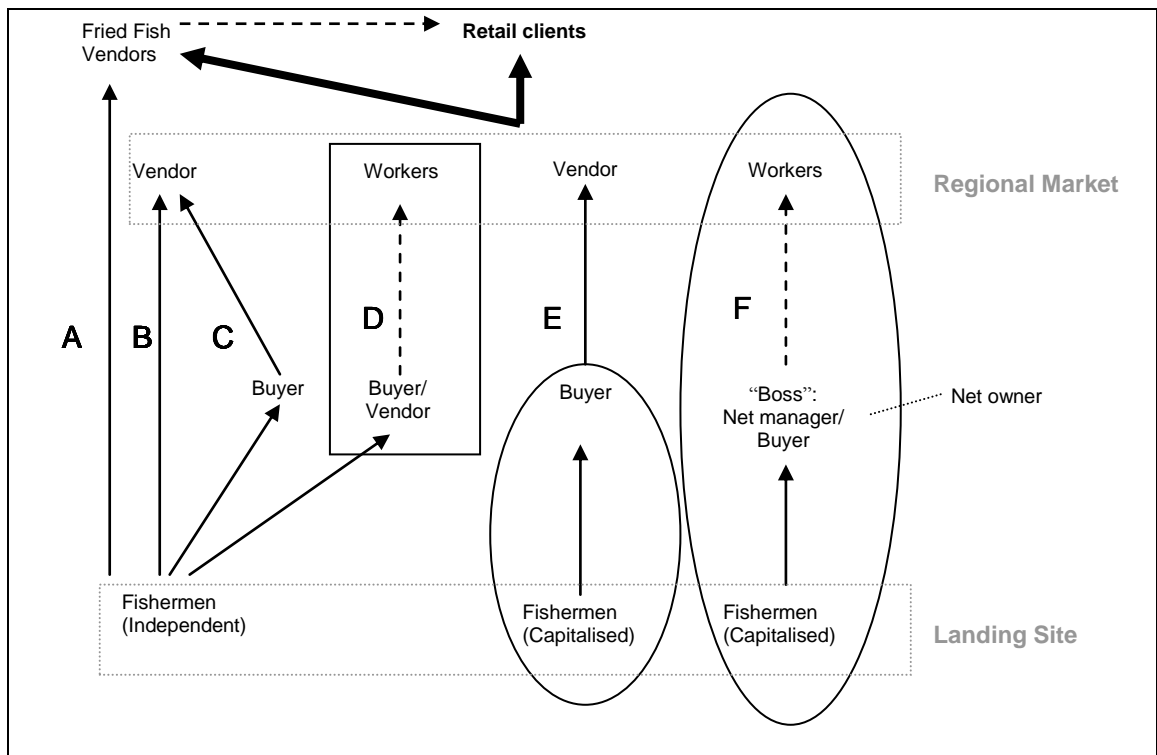 Fried Fish
Vendors
Retail clients
Vendor
Workers
Vendor
Workers
Regional Market
A
B
C
D
E
F
Buyer
Buyer/
Vendor
Buyer
“Boss”:
Net manager/
Buyer
Net owner
Fishermen
(Independent)
Fishermen
(Capitalised)
Fishermen
(Capitalised)
Landing Site